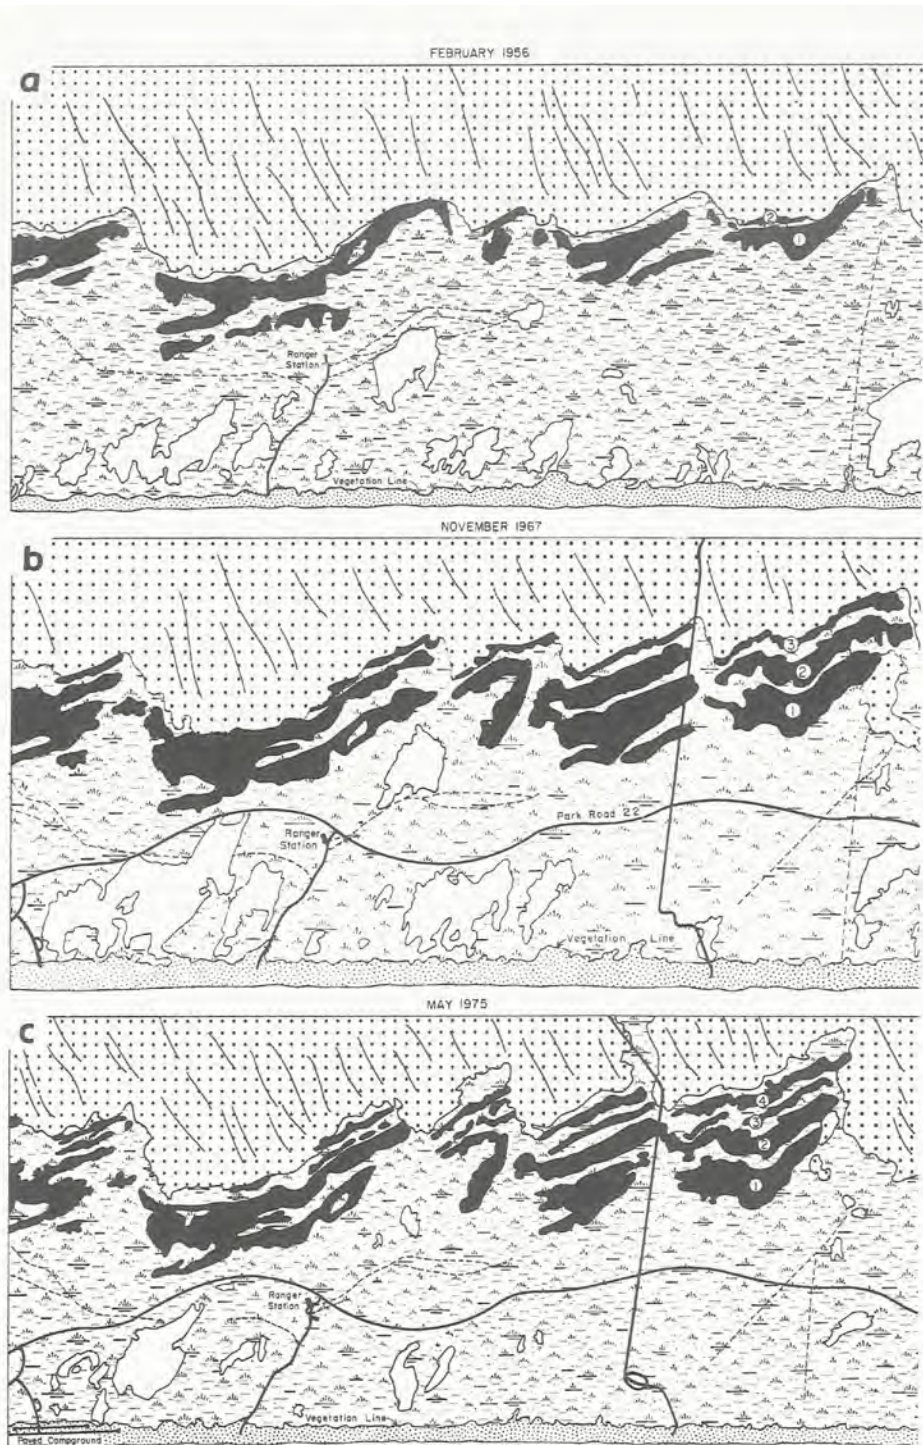 FEBRUARY 1956
a
2
1
Ranger
Station
Vegetation Line
NOVEMBER 1967
b
3
2
1
Park Road 22
Ranger
Station
Vegetation Line
MAY 1975
c
4
3
2
1
Ranger
Station
Vegetation Line
Paved Campground